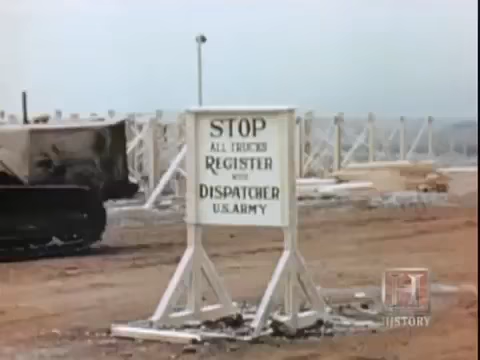 STOP
ALL TRUCKS
REGISTER
WITH
DISPATCHER
U.S. ARMY
H
HISTORY